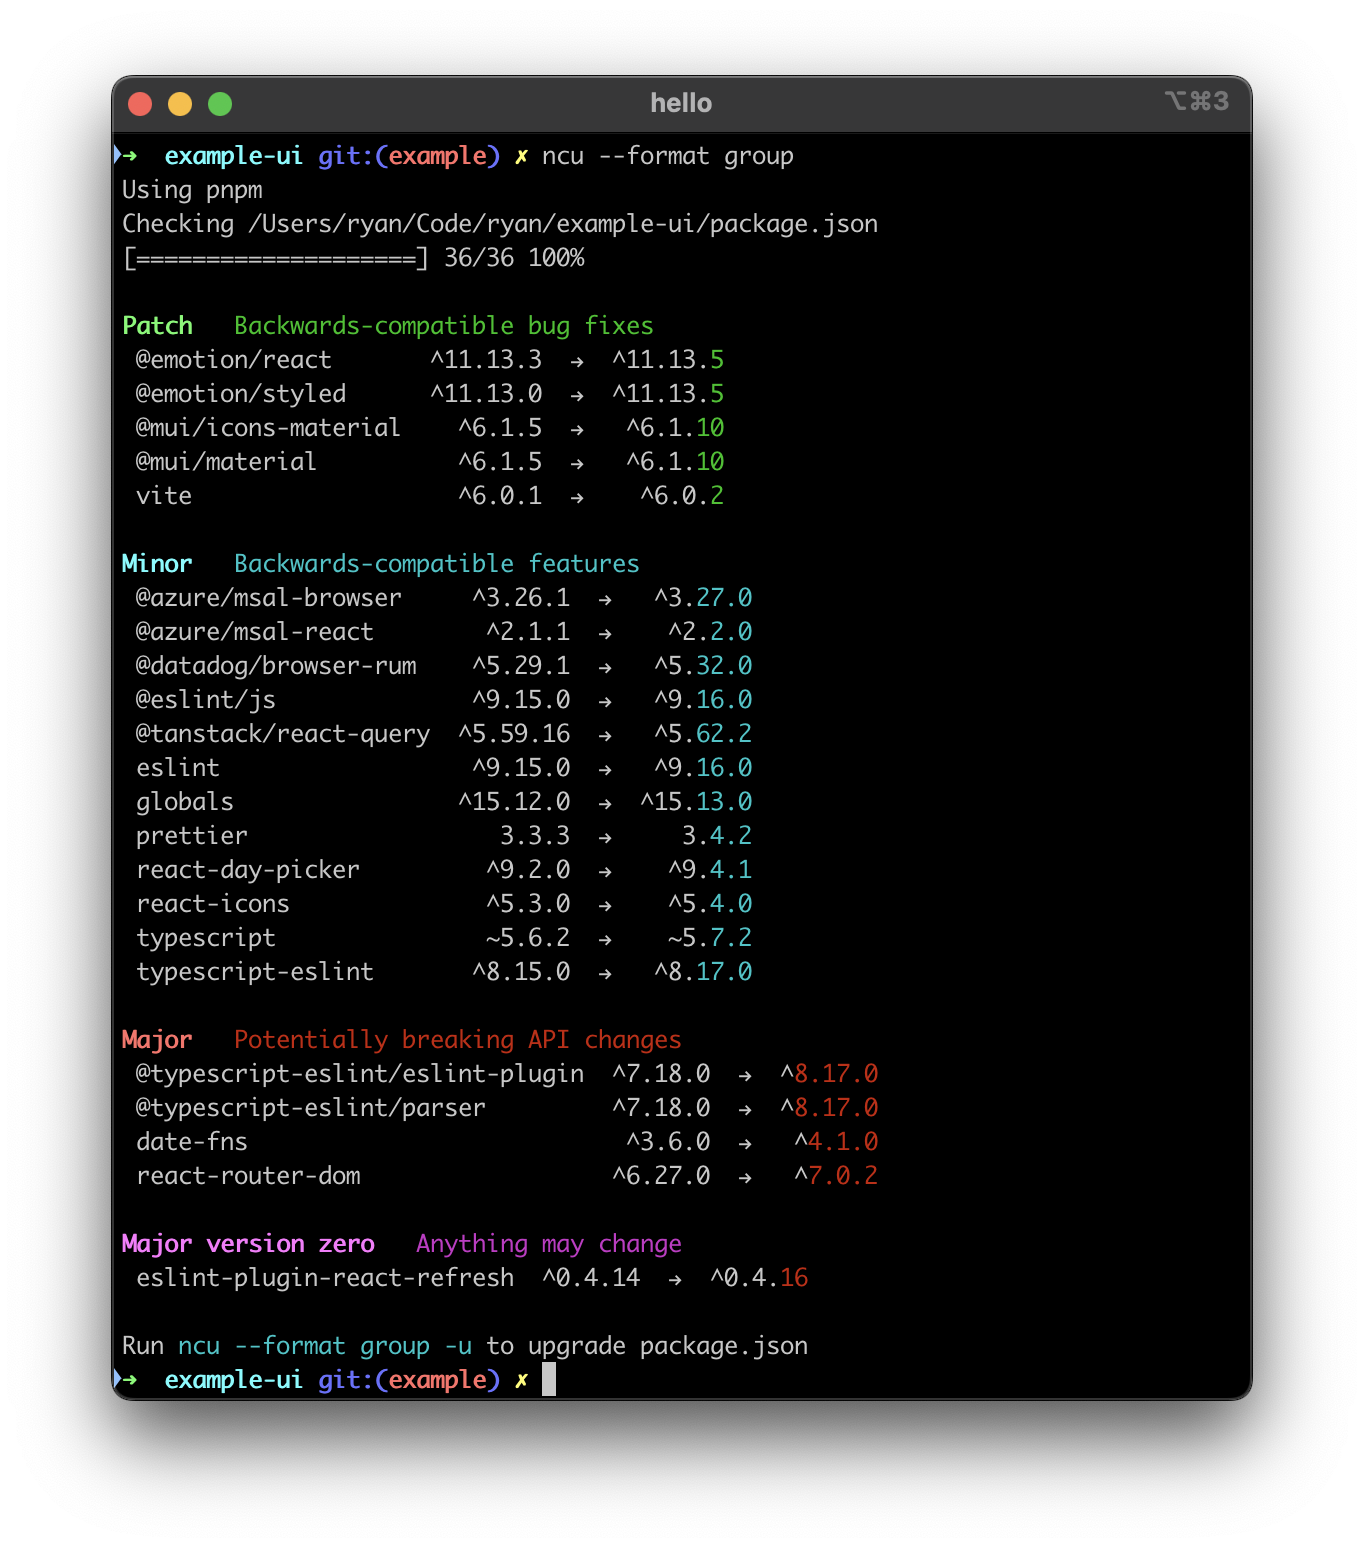 hello
⌥⌘3
➜  example-ui git:(example) ✗ ncu --format group
Using pnpm
Checking /Users/ryan/Code/ryan/example-ui/package.json
[====================] 36/36 100%
Patch   Backwards-compatible bug fixes
@emotion/react       ^11.13.3  →  ^11.13.5
@emotion/styled      ^11.13.0  →  ^11.13.5
@mui/icons-material    ^6.1.5  →   ^6.1.10
@mui/material          ^6.1.5  →   ^6.1.10
vite                   ^6.0.1  →    ^6.0.2
Minor   Backwards-compatible features
@azure/msal-browser     ^3.26.1  →   ^3.27.0
@azure/msal-react        ^2.1.1  →    ^2.2.0
@datadog/browser-rum    ^5.29.1  →   ^5.32.0
@eslint/js              ^9.15.0  →   ^9.16.0
@tanstack/react-query  ^5.59.16  →   ^5.62.2
eslint                  ^9.15.0  →   ^9.16.0
globals                ^15.12.0  →  ^15.13.0
prettier                  3.3.3  →     3.4.2
react-day-picker         ^9.2.0  →    ^9.4.1
react-icons              ^5.3.0  →    ^5.4.0
typescript               ~5.6.2  →    ~5.7.2
typescript-eslint       ^8.15.0  →   ^8.17.0
Major   Potentially breaking API changes
@typescript-eslint/eslint-plugin  ^7.18.0  →  ^8.17.0
@typescript-eslint/parser         ^7.18.0  →  ^8.17.0
date-fns                           ^3.6.0  →   ^4.1.0
react-router-dom                  ^6.27.0  →   ^7.0.2
Major version zero   Anything may change
eslint-plugin-react-refresh  ^0.4.14  →  ^0.4.16
Run ncu --format group -u to upgrade package.json
➜  example-ui git:(example) ✗